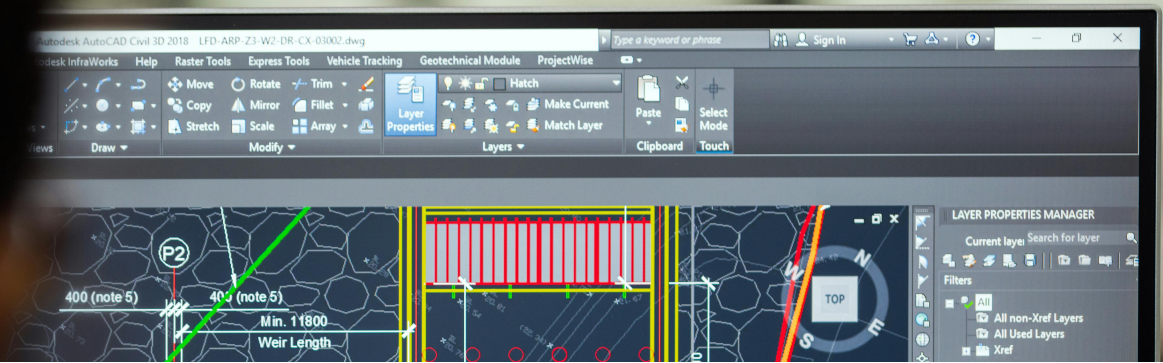 Autodesk AutoCAD Civil 3D 2018 LFD-ARP-Z3-W2-DR-CX-03002.dwg
Type a keyword or phrase
Sign In
Autodesk InfraWorks Help Raster Tools Express Tools Vehicle Tracking Geotechnical Module ProjectWise
Move Rotate Trim
Hatch
Copy Mirror Fillet
Make Current
Stretch Scale Array
Match Layer
Layer
Properties
Paste
Select
Mode
Views Draw Modify Layers Clipboard Touch
P2
400 (note 5)
400 (note 5)
Min. 11800
Weir Length
N
W
TOP
S
E
LAYER PROPERTIES MANAGER
Current laye
Search for layer
Filters
All
All non-Xref Layers
All Used Layers
Xref